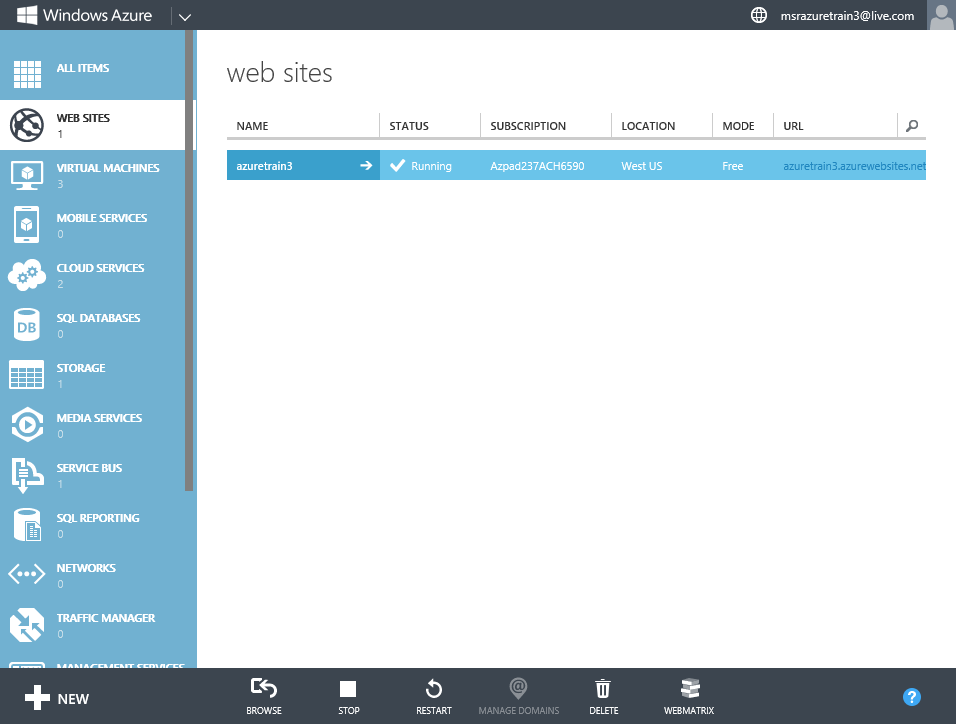 Windows Azure
msrazuretrain3@live.com
ALL ITEMS
WEB SITES
1
VIRTUAL MACHINES
3
MOBILE SERVICES
0
CLOUD SERVICES
2
SQL DATABASES
0
DB
STORAGE
1
MEDIA SERVICES
0
SERVICE BUS
1
SQL REPORTING
0
NETWORKS
0
TRAFFIC MANAGER
0
MANAGEMENT SERVICES
web sites
NAME STATUS SUBSCRIPTION LOCATION MODE URL
azuretrain3 Running Azpad237ACH6590 West US Free azuretrain3.azurewebsites.net
NEW
BROWSE STOP RESTART MANAGE DOMAINS DELETE WEBMATRIX
?